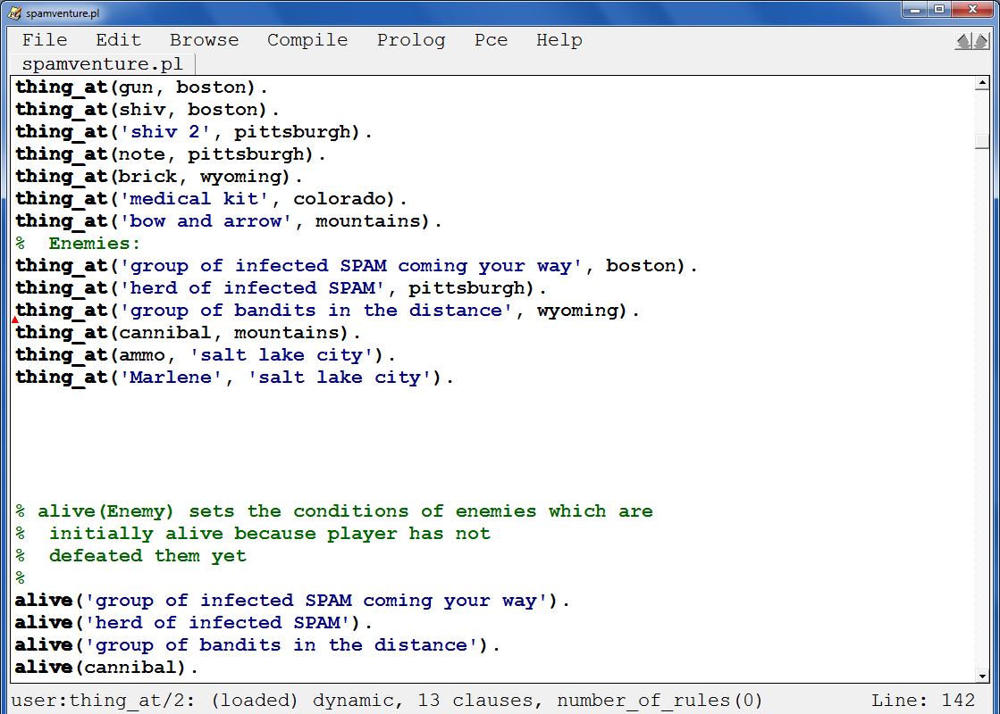 spamventure.pl
File Edit Browse Compile Prolog Pce Help
spamventure.pl
thing_at(gun, boston).
thing_at(shiv, boston).
thing_at('shiv 2', pittsburgh).
thing_at(note, pittsburgh).
thing_at(brick, wyoming).
thing_at('medical kit', colorado).
thing_at('bow and arrow', mountains).
%  Enemies:
thing_at('group of infected SPAM coming your way', boston).
thing_at('herd of infected SPAM', pittsburgh).
thing_at('group of bandits in the distance', wyoming).
thing_at(cannibal, mountains).
thing_at(ammo, 'salt lake city').
thing_at('Marlene', 'salt lake city').
% alive(Enemy) sets the conditions of enemies which are
%  initially alive because player has not
%  defeated them yet
%
alive('group of infected SPAM coming your way').
alive('herd of infected SPAM').
alive('group of bandits in the distance').
alive(cannibal).
user:thing_at/2: (loaded) dynamic, 13 clauses, number_of_rules(0) Line: 142